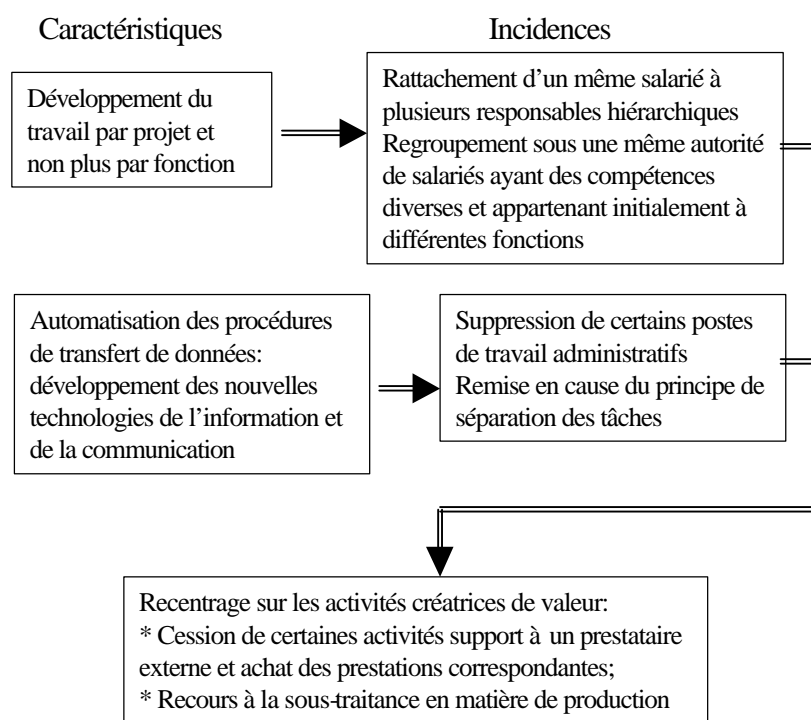 Caractéristiques
Incidences
Développement du
travail par projet et
non plus par fonction
Rattachement d’un même salarié à
plusieurs responsables hiérarchiques
Regroupement sous une même autorité
de salariés ayant des compétences
diverses et appartenant initialement à
différentes fonctions
Automatisation des procédures
de transfert de données:
développement des nouvelles
technologies de l’information et
de la communication
Suppression de certains postes
de travail administratifs
Remise en cause du principe de
séparation des tâches
Recentrage sur les activités créatrices de valeur:
* Cession de certaines activités support à un prestataire
externe et achat des prestations correspondantes;
* Recours à la sous-traitance en matière de production